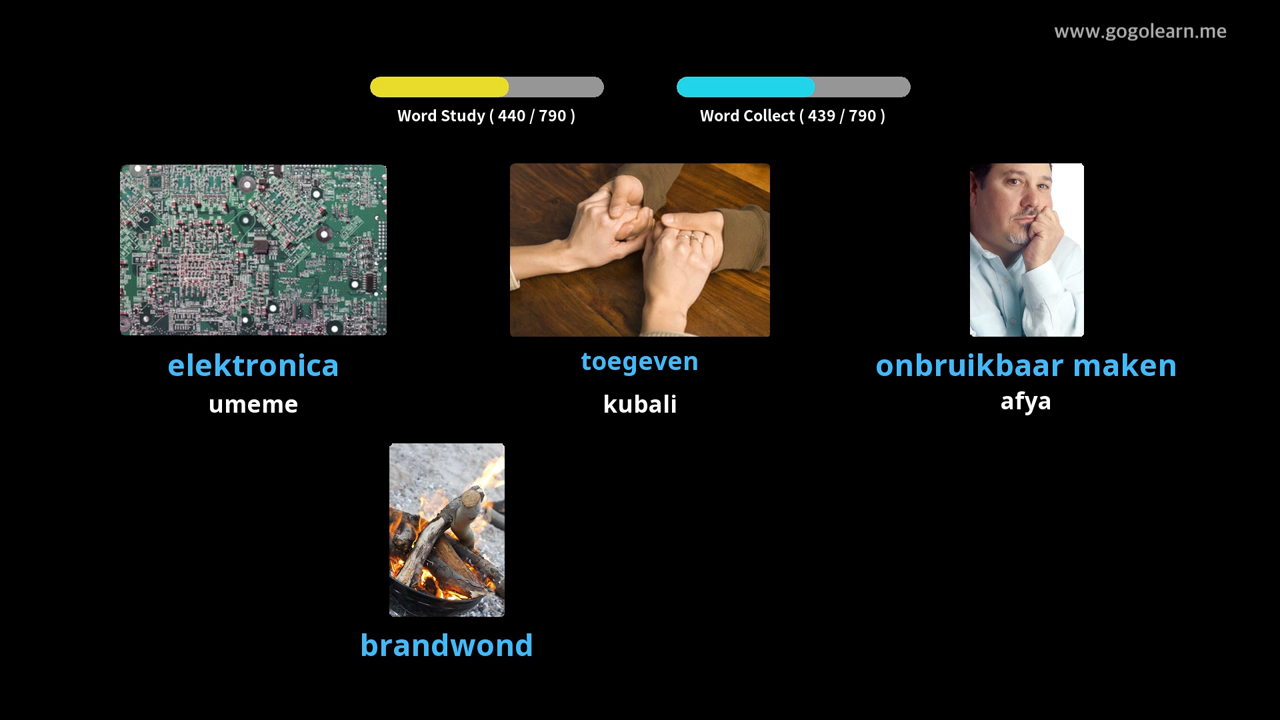 www.gogolearn.me
Word Study ( 440 / 790 )
Word Collect ( 439 / 790 )
elektronica
umeme
toegeven
kubali
onbruikbaar maken
afya
brandwond